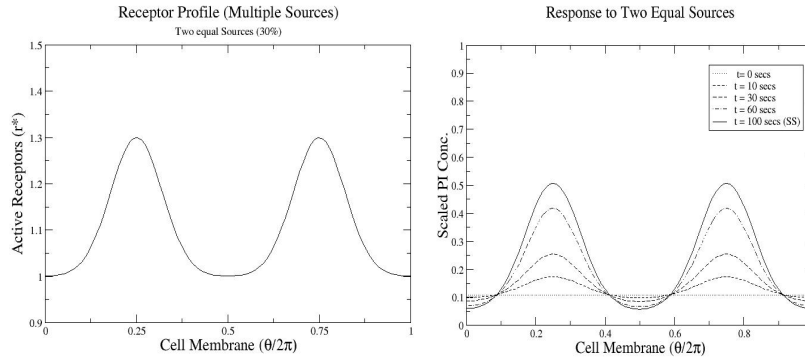 Receptor Profile (Multiple Sources)
Two equal Sources (30%)
1.5
1.4
1.3
1.2
1.1
1
0.9
Active Receptors (r*)
0
0.25
0.5
0.75
1
Cell Membrane (θ/2π)
Response to Two Equal Sources
1
0.9
0.8
0.7
0.6
0.5
0.4
0.3
0.2
0.1
0
Scaled PI Conc.
t= 0 secs
t = 10 secs
t = 30 secs
t = 60 secs
t = 100 secs (SS)
0
0.2
0.4
0.6
0.8
Cell Membrane (θ/2π)